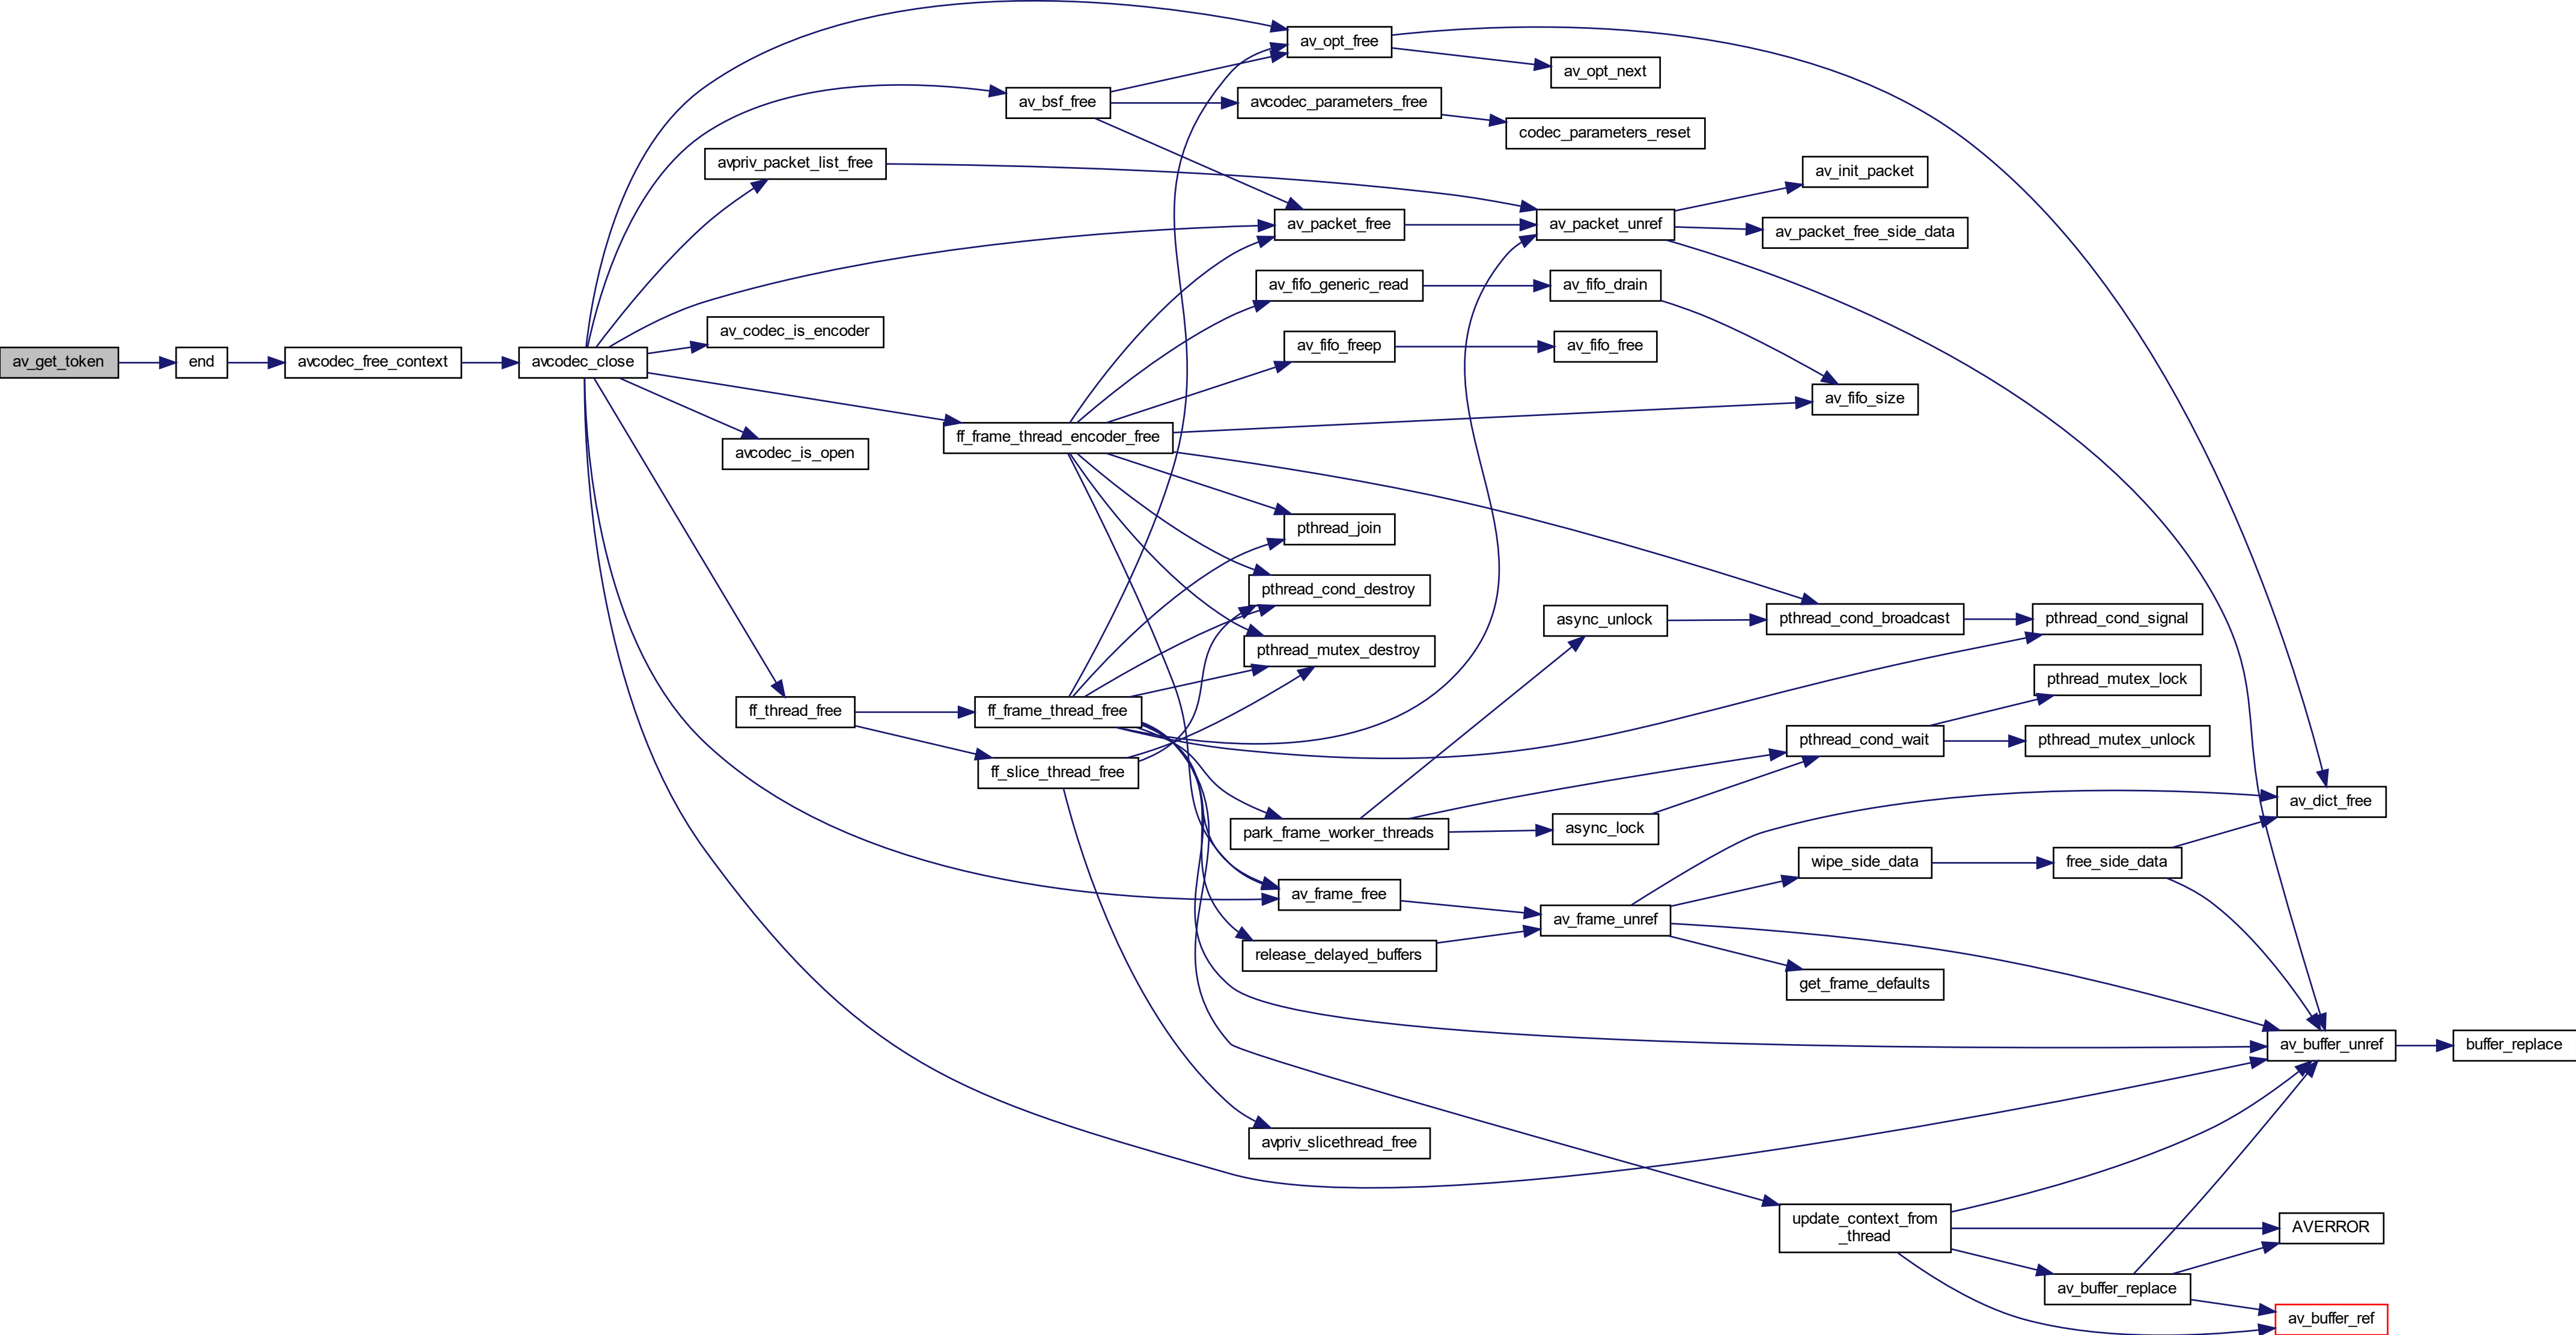 av_get_token
end
avcodec_free_context
avcodec_close
av_opt_free
av_opt_next
av_bsf_free
avcodec_parameters_free
codec_parameters_reset
avpriv_packet_list_free
av_init_packet
av_packet_free
av_packet_unref
av_packet_free_side_data
av_fifo_generic_read
av_fifo_drain
av_codec_is_encoder
av_fifo_freep
av_fifo_free
av_fifo_size
ff_frame_thread_encoder_free
avcodec_is_open
pthread_join
pthread_cond_destroy
async_unlock
pthread_cond_broadcast
pthread_cond_signal
pthread_mutex_destroy
pthread_mutex_lock
ff_thread_free
ff_frame_thread_free
pthread_cond_wait
pthread_mutex_unlock
ff_slice_thread_free
av_dict_free
park_frame_worker_threads
async_lock
wipe_side_data
free_side_data
av_frame_free
av_frame_unref
release_delayed_buffers
get_frame_defaults
av_buffer_unref
buffer_replace
avpriv_slicethread_free
update_context_from
_thread
AVERROR
av_buffer_replace
av_buffer_ref